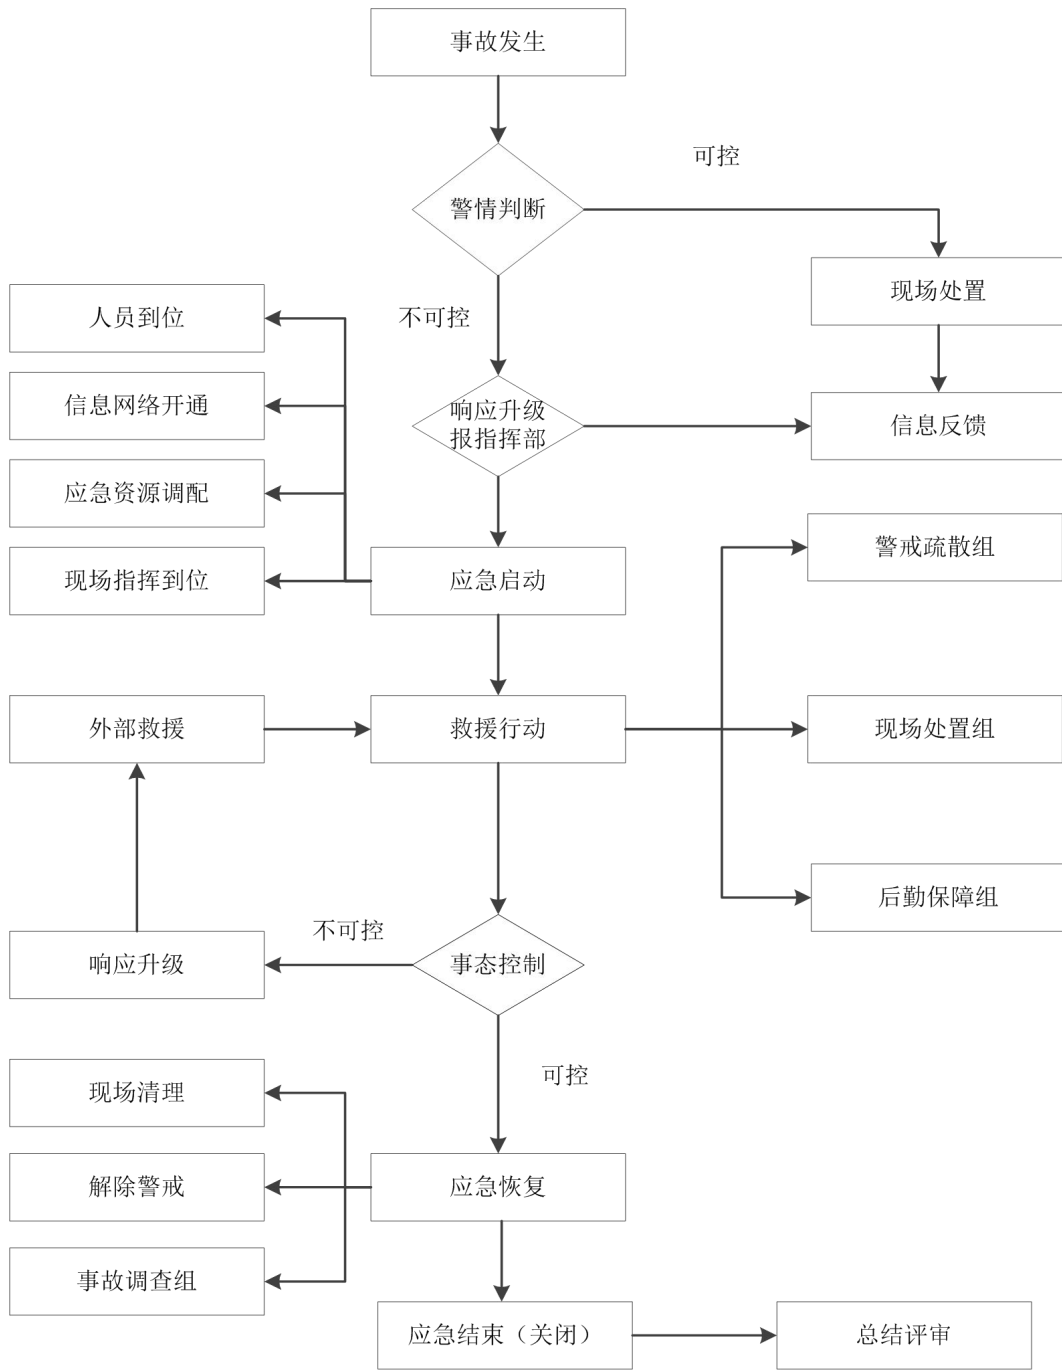 事故发生
可控
警情判断
现场处置
人员到位
不可控
信息网络开通
响应升级
报指挥部
信息反馈
应急资源调配
警戒疏散组
现场指挥到位
应急启动
外部救援
救援行动
现场处置组
后勤保障组
不可控
响应升级
事态控制
可控
现场清理
解除警戒
应急恢复
事故调查组
应急结束（关闭）
总结评审